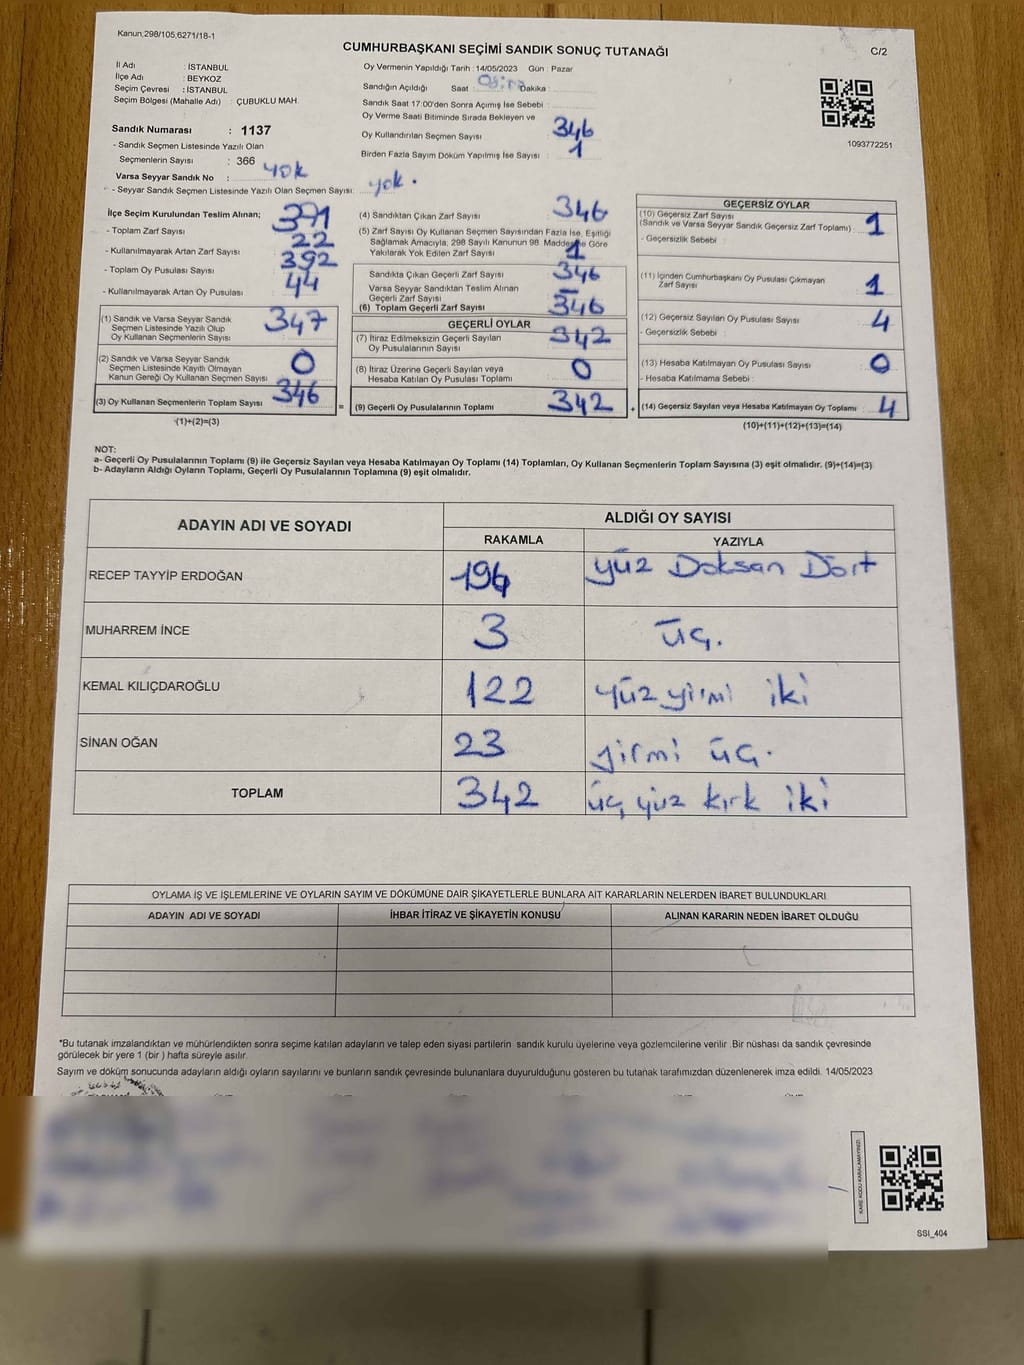 Kanun,298/105,6271/18-1
CUMHURBAŞKANI SEÇİMİ SANDIK SONUÇ TUTANAĞI
C/2
İl Adı : İSTANBUL
İlçe Adı : BEYKOZ
Seçim Çevresi : İSTANBUL
Seçim Bölgesi (Mahalle Adı) : ÇUBUKLU MAH.
Sandık Numarası : 1137
- Sandık Seçmen Listesinde Yazılı Olan
Seçmenlerin Sayısı : 366
Varsa Seyyar Sandık No : yok
- Seyyar Sandık Seçmen Listesinde Yazılı Olan Seçmen Sayısı: yok.
Oy Vermenin Yapıldığı Tarih : 14/05/2023 Gün : Pazar
Sandığın Açıldığı Saat : Dakika :
Sandık Saat 17:00'den Sonra Açımış İse Sebebi :
Oy Verme Saati Bitiminde Sırada Bekleyen ve
Oy Kullandırılan Seçmen Sayısı 346
Birden Fazla Sayım Döküm Yapılmış İse Sayısı : 1
1093772251
İlçe Seçim Kurulundan Teslim Alınan;
- Toplam Zarf Sayısı 391
- Kullanılmayarak Artan Zarf Sayısı 22
- Toplam Oy Pusulası Sayısı 392
- Kullanılmayarak Artan Oy Pusulası 44
(1) Sandık ve Varsa Seyyar Sandık
Seçmen Listesinde Yazılı Olup
Oy Kullanan Seçmenlerin Sayısı 347
(2) Sandık ve Varsa Seyyar Sandık
Seçmen Listesinde Kayıtlı Olmayan
Kanun Gereği Oy Kullanan Seçmen Sayısı 0
(3) Oy Kullanan Seçmenlerin Toplam Sayısı 346
(1)+(2)=(3)
(4) Sandıktan Çıkan Zarf Sayısı 346
(5) Zarf Sayısı Oy Kullanan Seçmen Sayısından Fazla İse, Eşitliği
Sağlamak Amacıyla, 298 Sayılı Kanunun 98. Maddesine Göre
Yakılarak Yok Edilen Zarf Sayısı 1
Sandıkta Çıkan Geçerli Zarf Sayısı 346
Varsa Seyyar Sandıktan Teslim Alınan
Geçerli Zarf Sayısı –
(6) Toplam Geçerli Zarf Sayısı 346
GEÇERLİ OYLAR
(7) İtiraz Edilmeksizin Geçerli Sayılan
Oy Pusulalarının Sayısı 342
(8) İtiraz Üzerine Geçerli Sayılan veya
Hesaba Katılan Oy Pusulası Toplamı 0
= (9) Geçerli Oy Pusulalarının Toplamı 342
GEÇERSİZ OYLAR
(10) Geçersiz Zarf Sayısı
(Sandık ve Varsa Seyyar Sandık Geçersiz Zarf Toplamı) : 1
- Geçersizlik Sebebi :
(11) İçinden Cumhurbaşkanı Oy Pusulası Çıkmayan
Zarf Sayısı : 1
(12) Geçersiz Sayılan Oy Pusulası Sayısı : 4
- Geçersizlik Sebebi :
(13) Hesaba Katılmayan Oy Pusulası Sayısı : 0
- Hesaba Katılmama Sebebi :
+ (14) Geçersiz Sayılan veya Hesaba Katılmayan Oy Toplamı : 4
(10)+(11)+(12)+(13)=(14)
NOT:
a- Geçerli Oy Pusulalarının Toplamı (9) ile Geçersiz Sayılan veya Hesaba Katılmayan Oy Toplamı (14) Toplamları, Oy Kullanan Seçmenlerin Toplam Sayısına (3) eşit olmalıdır. (9)+(14)=(3)
b- Adayların Aldığı Oyların Toplamı, Geçerli Oy Pusulalarının Toplamına (9) eşit olmalıdır.
ADAYIN ADI VE SOYADI
ALDIĞI OY SAYISI
RAKAMLA YAZIYLA
RECEP TAYYİP ERDOĞAN 194 yüz Doksan Dört
MUHARREM İNCE 3 üç.
KEMAL KILIÇDAROĞLU 122 yüz yirmi iki
SİNAN OĞAN 23 yirmi üç.
TOPLAM 342 üç yüz kırk iki
OYLAMA İŞ VE İŞLEMLERİNE VE OYLARIN SAYIM VE DÖKÜMÜNE DAİR ŞİKAYETLERLE BUNLARA AİT KARARLARIN NELERDEN İBARET BULUNDUKLARI
ADAYIN ADI VE SOYADI İHBAR İTİRAZ VE ŞİKAYETİN KONUSU ALINAN KARARIN NEDEN İBARET OLDUĞU
*Bu tutanak imzalandıktan ve mühürlendikten sonra seçime katılan adayların ve talep eden siyasi partilerin sandık kurulu üyelerine veya gözlemcilerine verilir .Bir nüshası da sandık çevresinde
görülecek bir yere 1 (bir ) hafta süreyle asılır.
Sayım ve döküm sonucunda adayların aldığı oyların sayılarını ve bunların sandık çevresinde bulunanlara duyurulduğunu gösteren bu tutanak tarafımızdan düzenlenerek imza edildi. 14/05/2023
KARE KODU KARALAMAYINIZ!
SSI_404